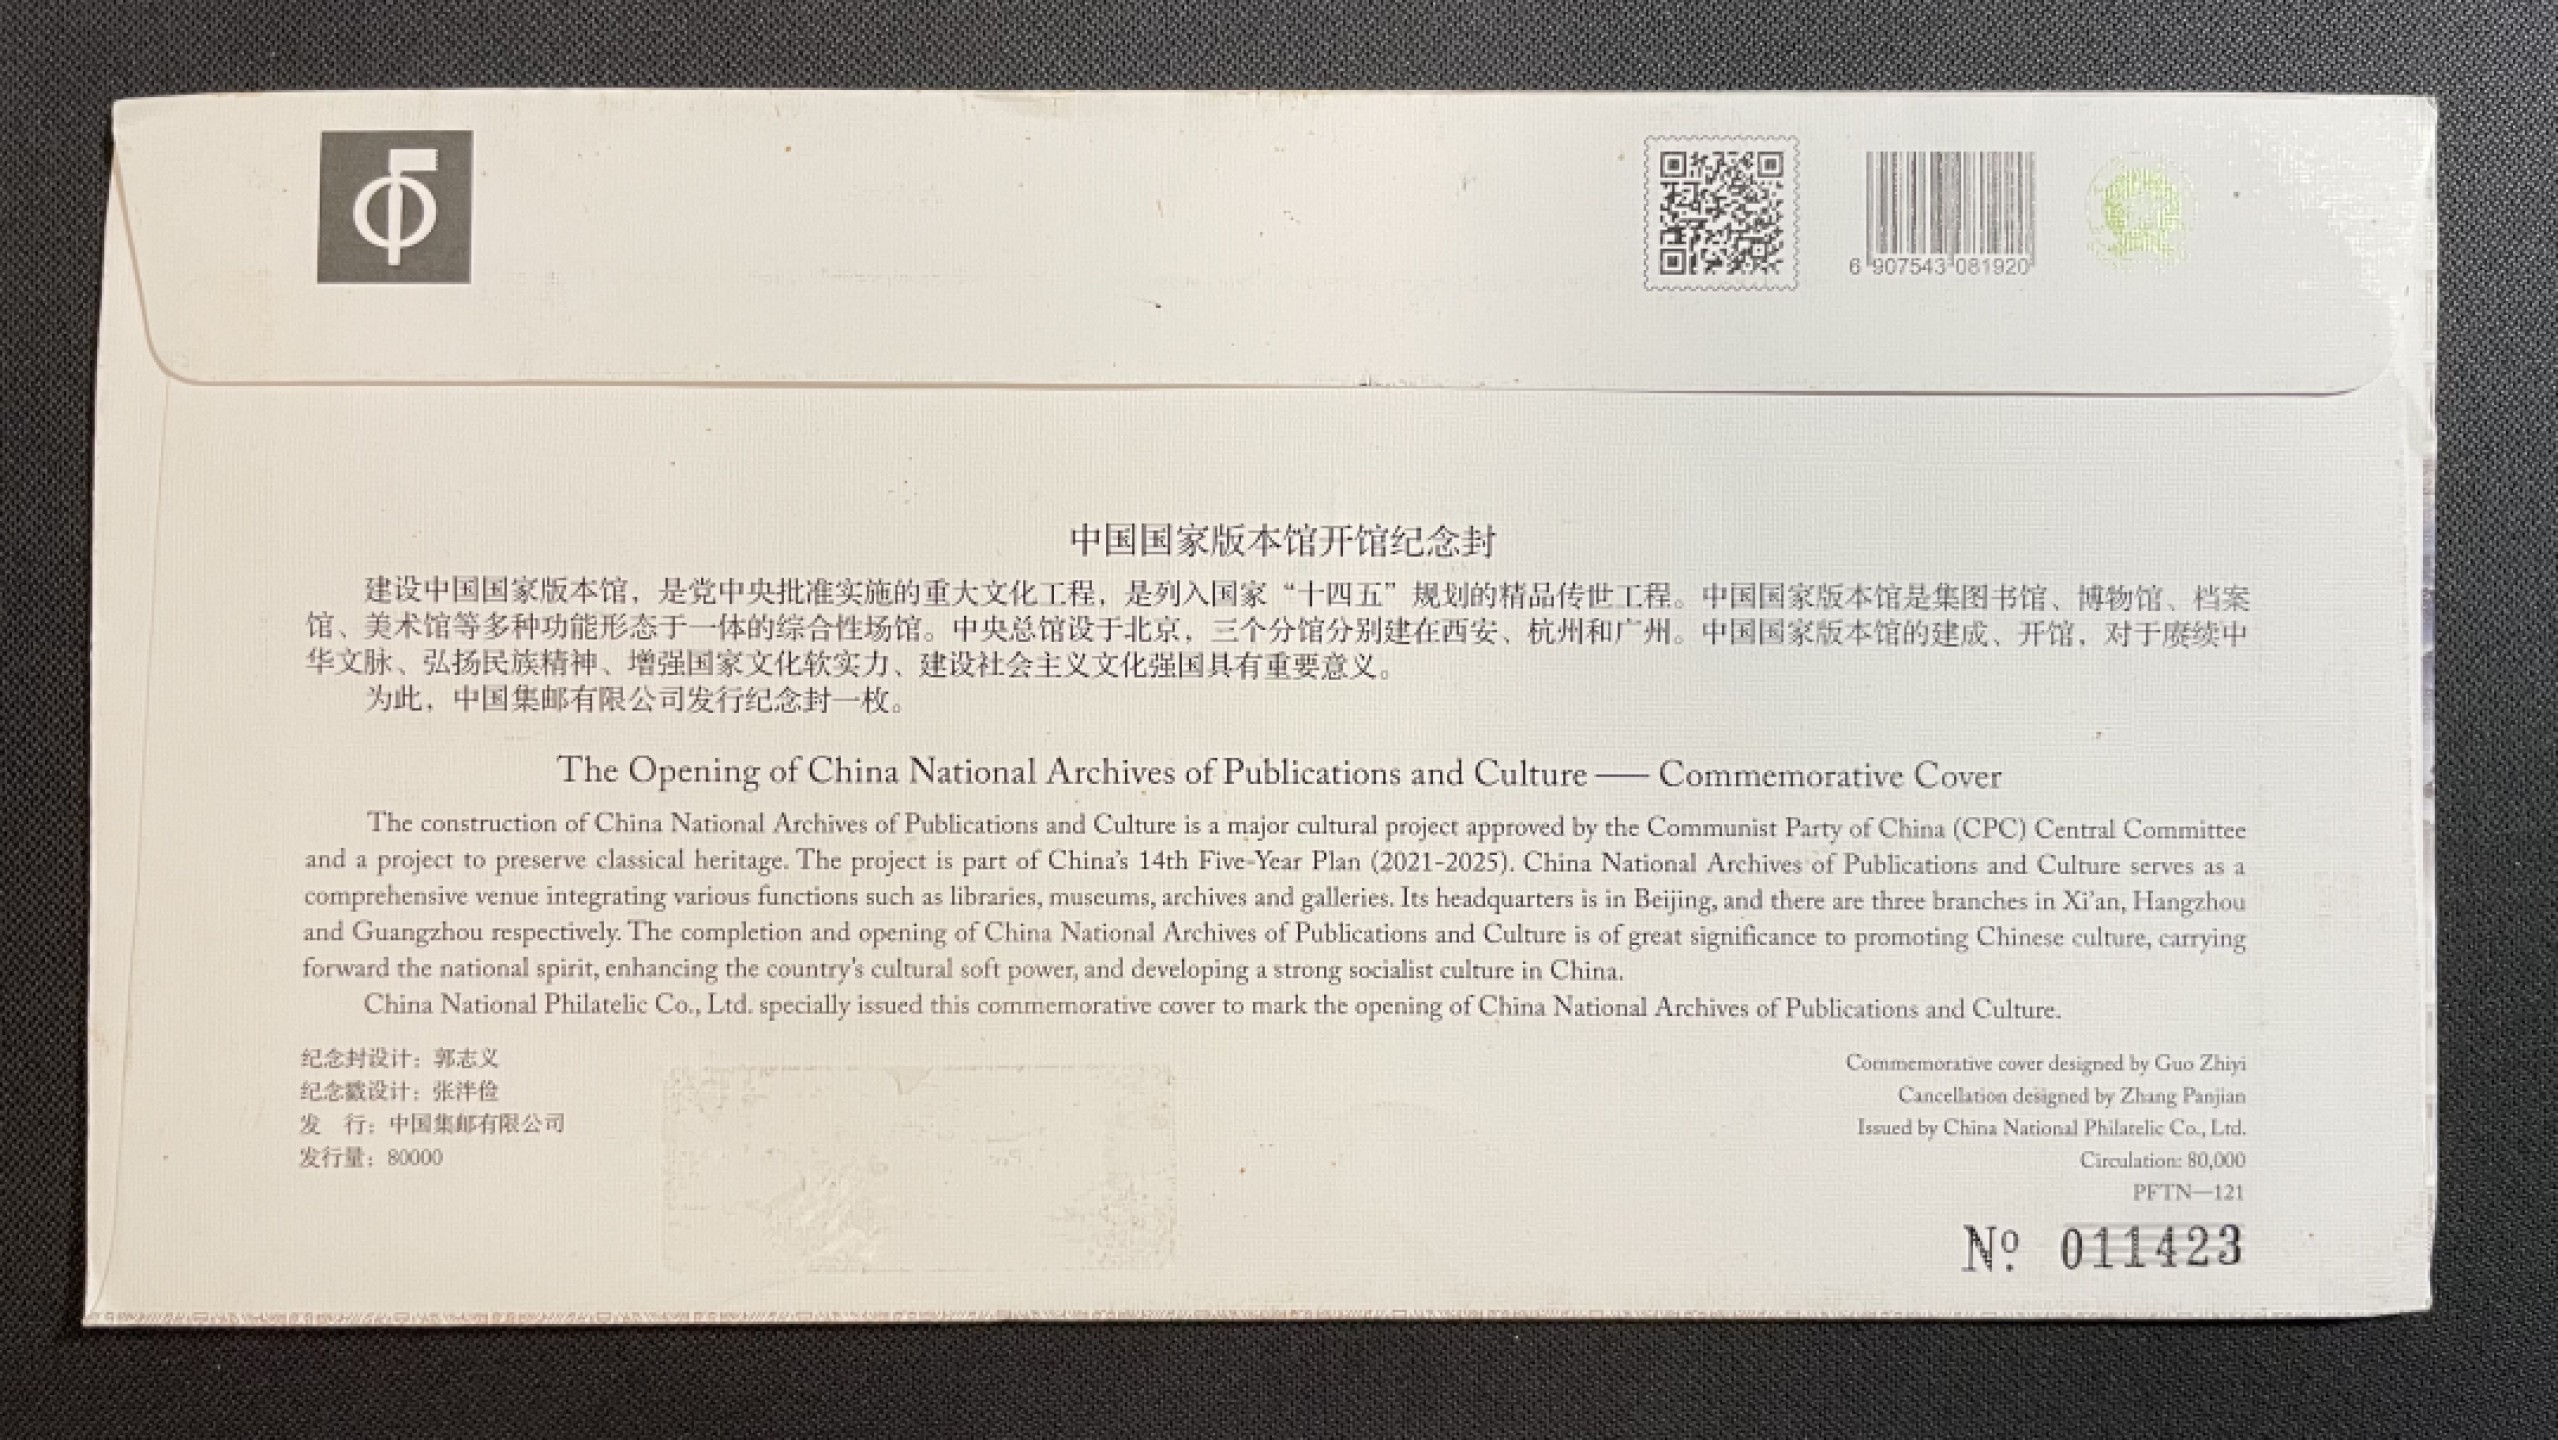 6 907543 081920
中国国家版本馆开馆纪念封
建设中国国家版本馆，是党中央批准实施的重大文化工程，是列入国家“十四五”规划的精品传世工程。中国国家版本馆是集图书馆、博物馆、档案
馆、美术馆等多种功能形态于一体的综合性场馆。中央总馆设于北京，三个分馆分别建在西安、杭州和广州。中国国家版本馆的建成、开馆，对于赓续中
华文脉、弘扬民族精神、增强国家文化软实力、建设社会主义文化强国具有重要意义。
为此，中国集邮有限公司发行纪念封一枚。
The Opening of China National Archives of Publications and Culture —— Commemorative Cover
The construction of China National Archives of Publications and Culture is a major cultural project approved by the Communist Party of China (CPC) Central Committee
and a project to preserve classical heritage. The project is part of China's 14th Five-Year Plan (2021-2025). China National Archives of Publications and Culture serves as a
comprehensive venue integrating various functions such as libraries, museums, archives and galleries. Its headquarters is in Beijing, and there are three branches in Xi'an, Hangzhou
and Guangzhou respectively. The completion and opening of China National Archives of Publications and Culture is of great significance to promoting Chinese culture, carrying
forward the national spirit, enhancing the country's cultural soft power, and developing a strong socialist culture in China.
China National Philatelic Co., Ltd. specially issued this commemorative cover to mark the opening of China National Archives of Publications and Culture.
纪念封设计：郭志义
纪念戳设计：张泮俭
发 行：中国集邮有限公司
发行量：80000
Commemorative cover designed by Guo Zhiyi
Cancellation designed by Zhang Panjian
Issued by China National Philatelic Co., Ltd.
Circulation: 80,000
PFTN—121
Nº 011423